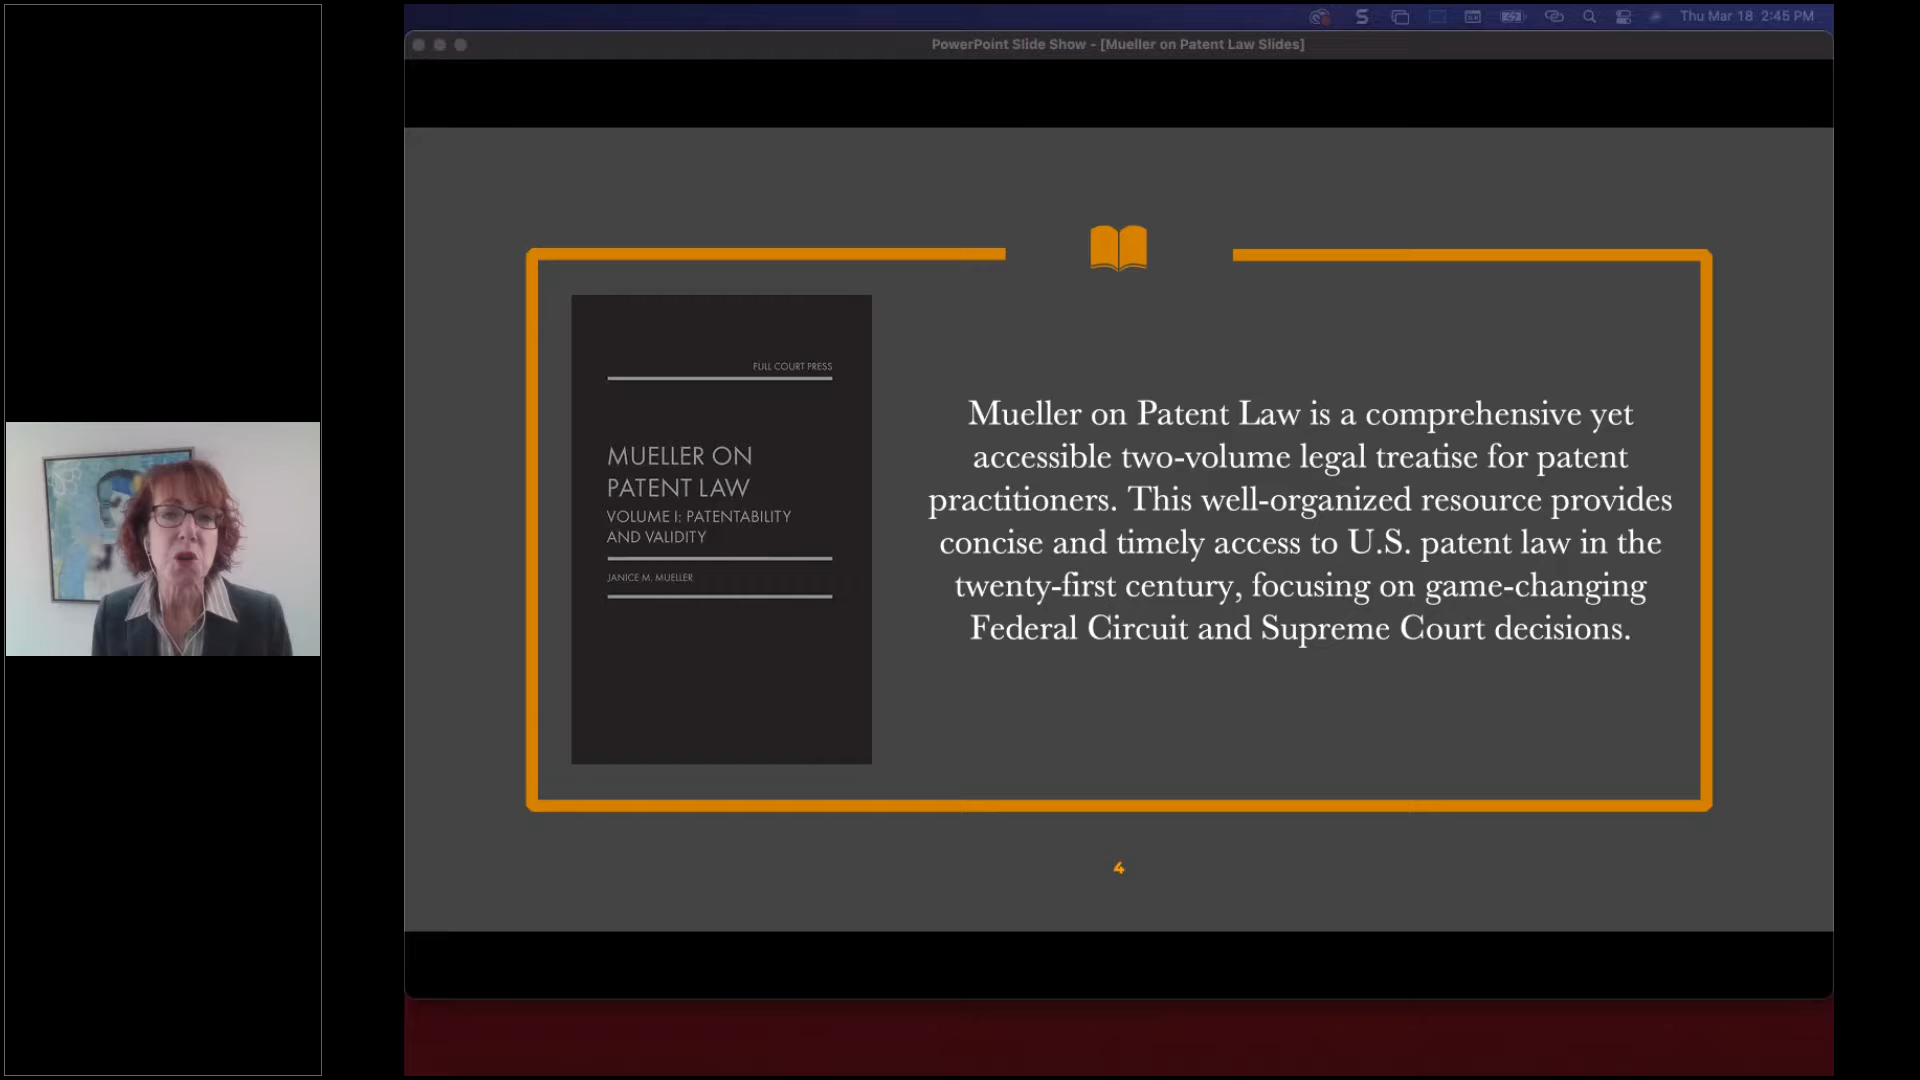 Thu Mar 18 2:45 PM
PowerPoint Slide Show - [Mueller on Patent Law Slides]
FULL COURT PRESS
MUELLER ON
PATENT LAW
VOLUME I: PATENTABILITY
AND VALIDITY
JANICE M. MUELLER
Mueller on Patent Law is a comprehensive yet
accessible two-volume legal treatise for patent
practitioners. This well-organized resource provides
concise and timely access to U.S. patent law in the
twenty-first century, focusing on game-changing
Federal Circuit and Supreme Court decisions.
4